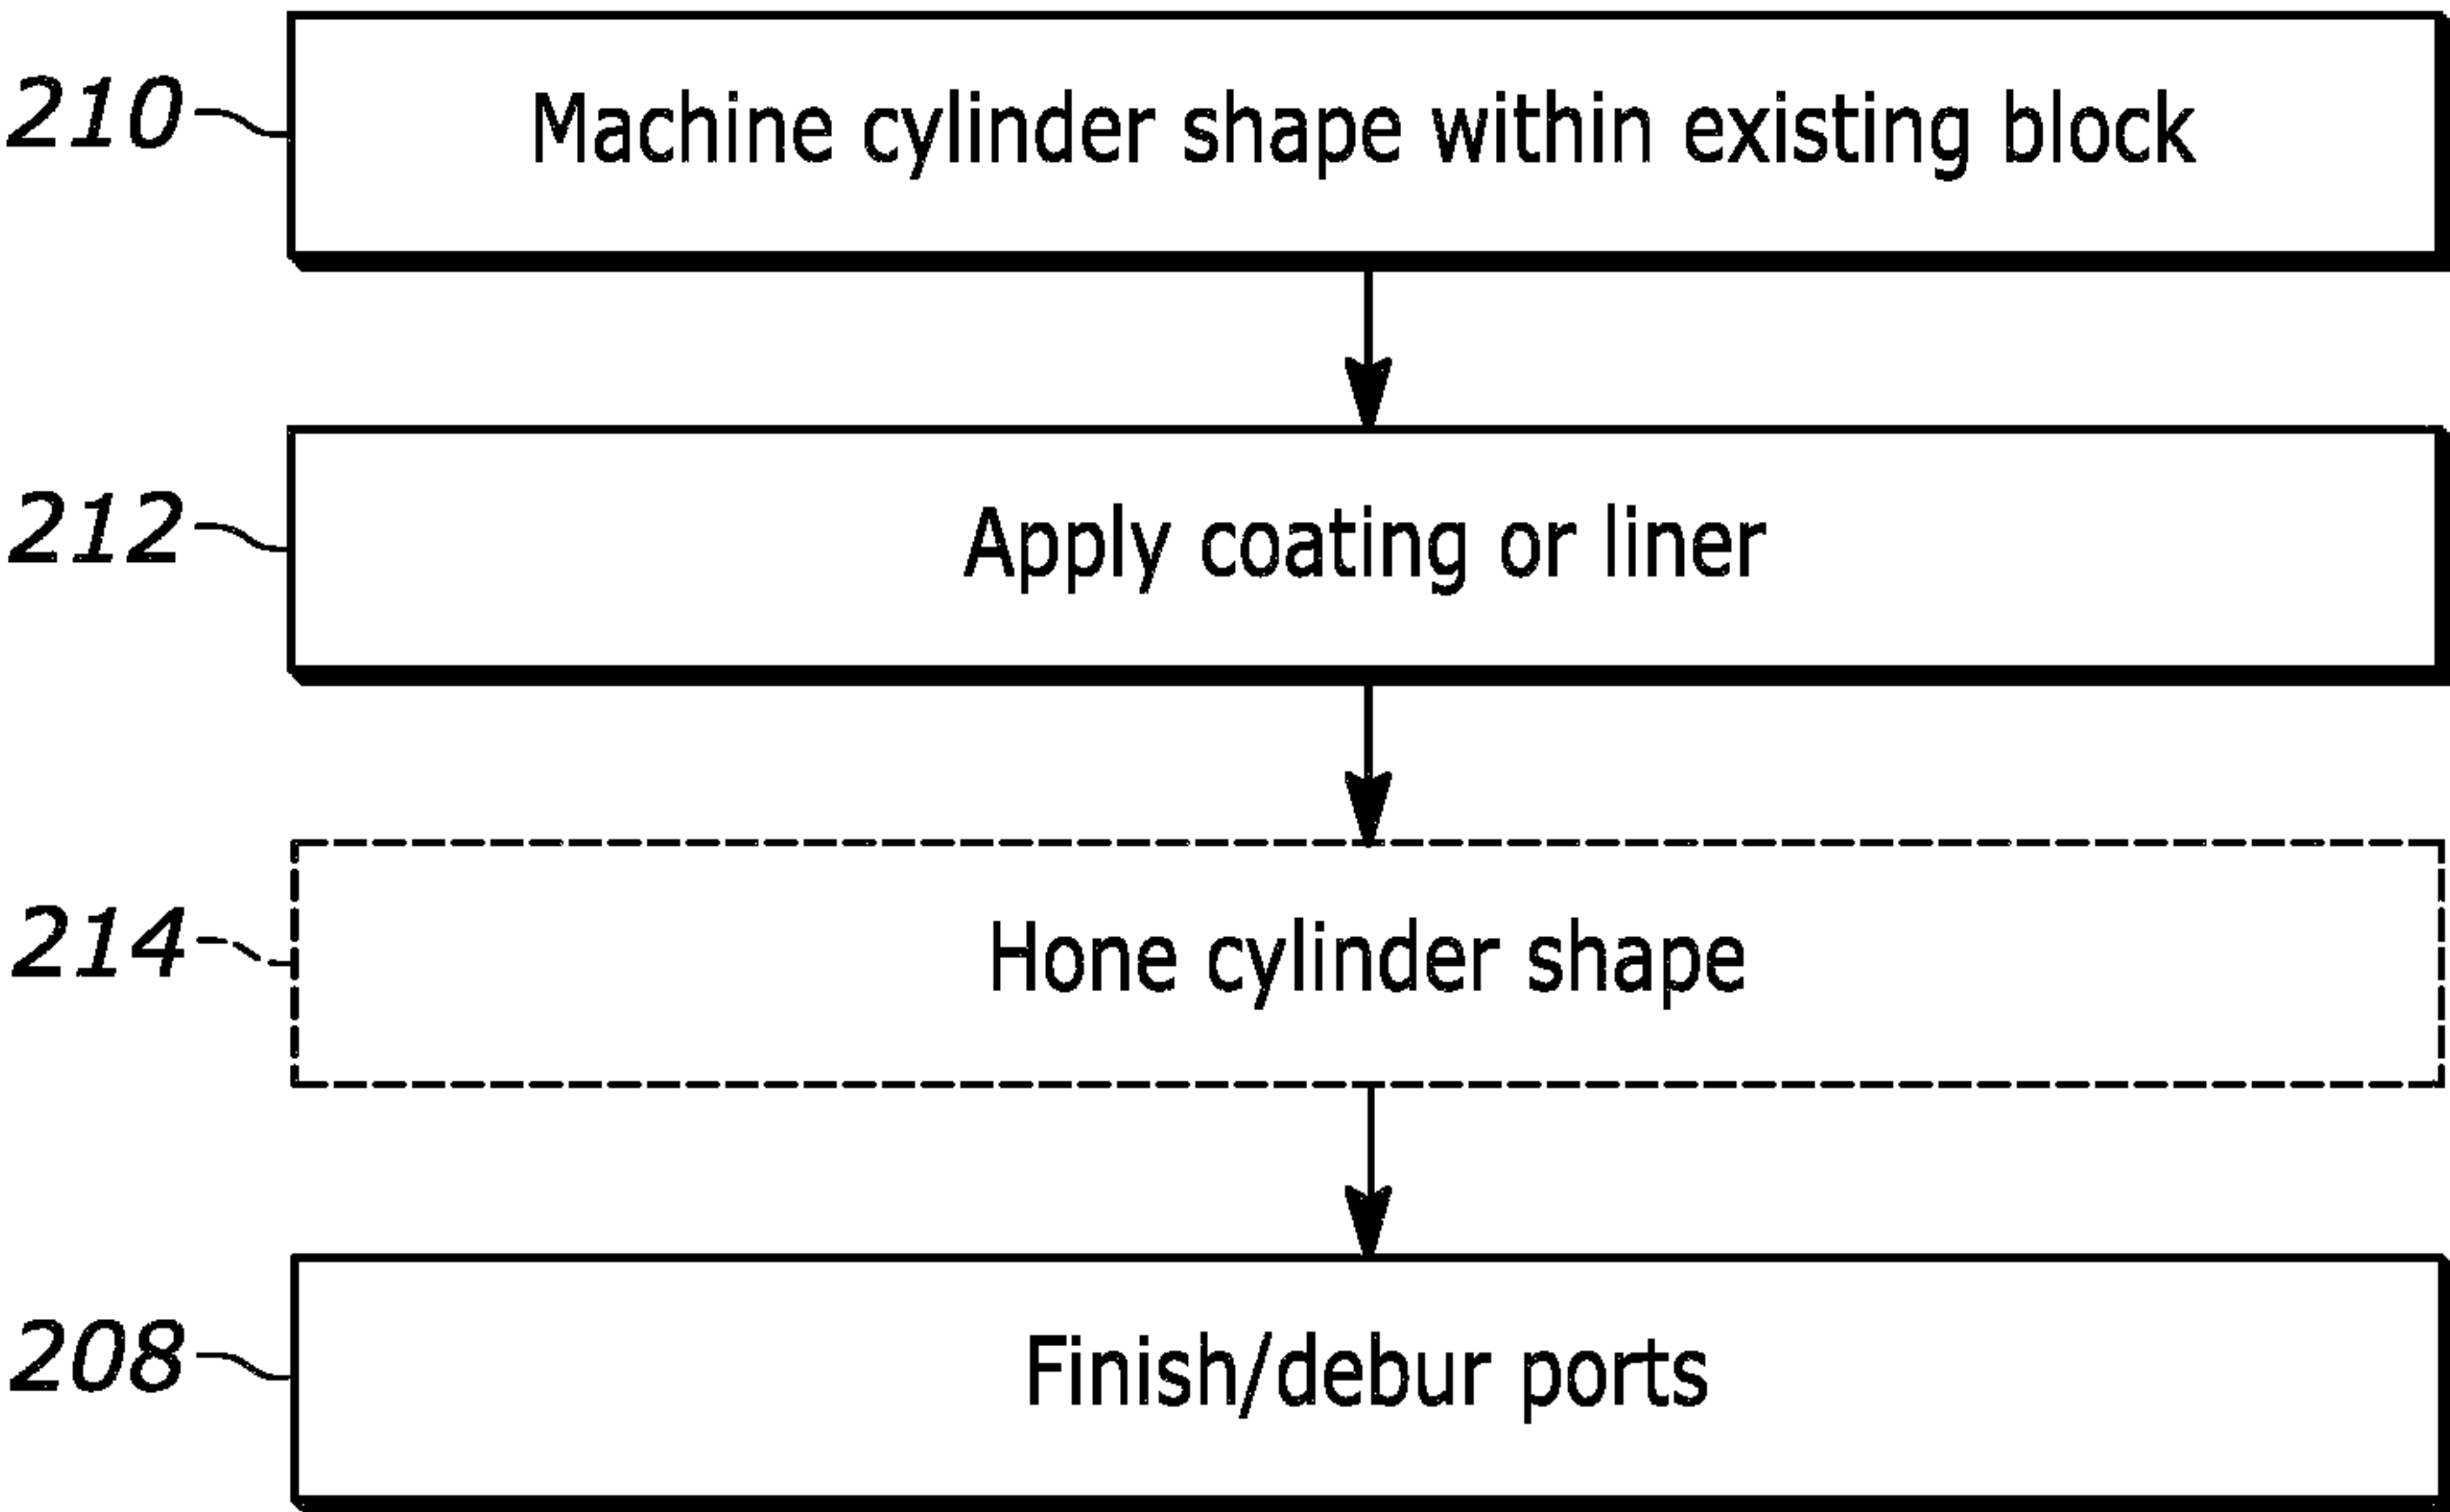 210 Machine cylinder shape within existing block
212 Apply coating or liner
214 Hone cylinder shape
208 Finish/debur ports